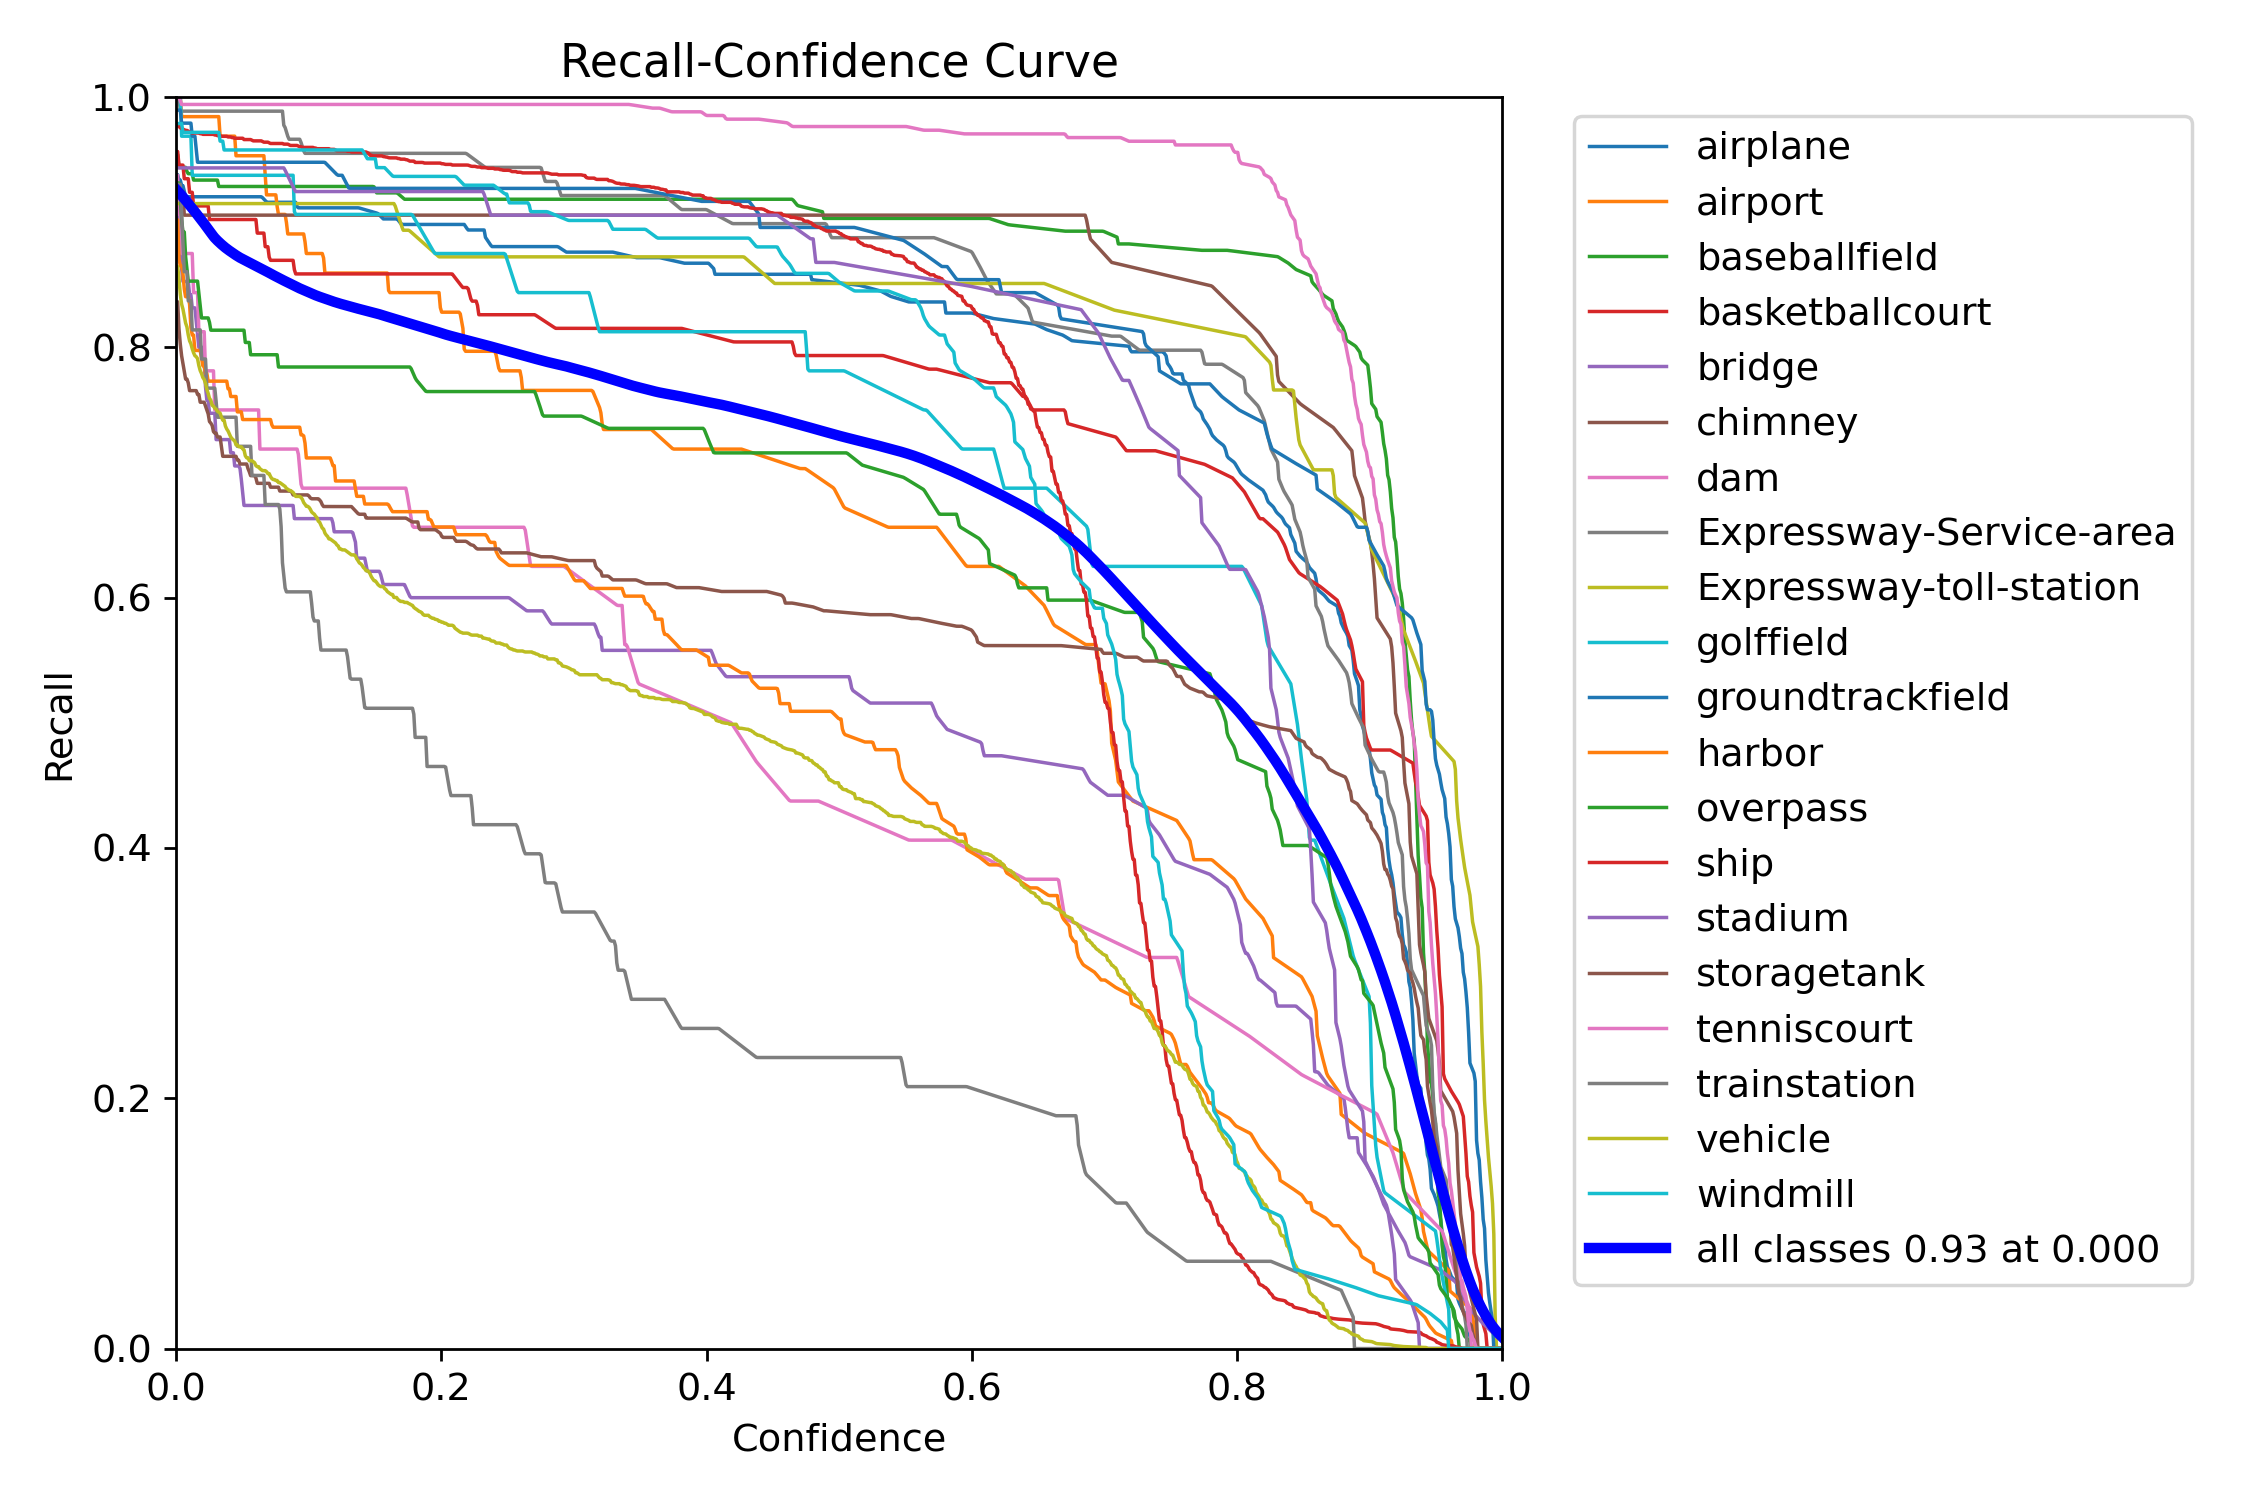 Recall-Confidence Curve
1.0
0.8
0.6
0.4
0.2
0.0
Recall
0.0 0.2 0.4 0.6 0.8 1.0
Confidence
airplane
airport
baseballfield
basketballcourt
bridge
chimney
dam
Expressway-Service-area
Expressway-toll-station
golffield
groundtrackfield
harbor
overpass
ship
stadium
storagetank
tenniscourt
trainstation
vehicle
windmill
all classes 0.93 at 0.000